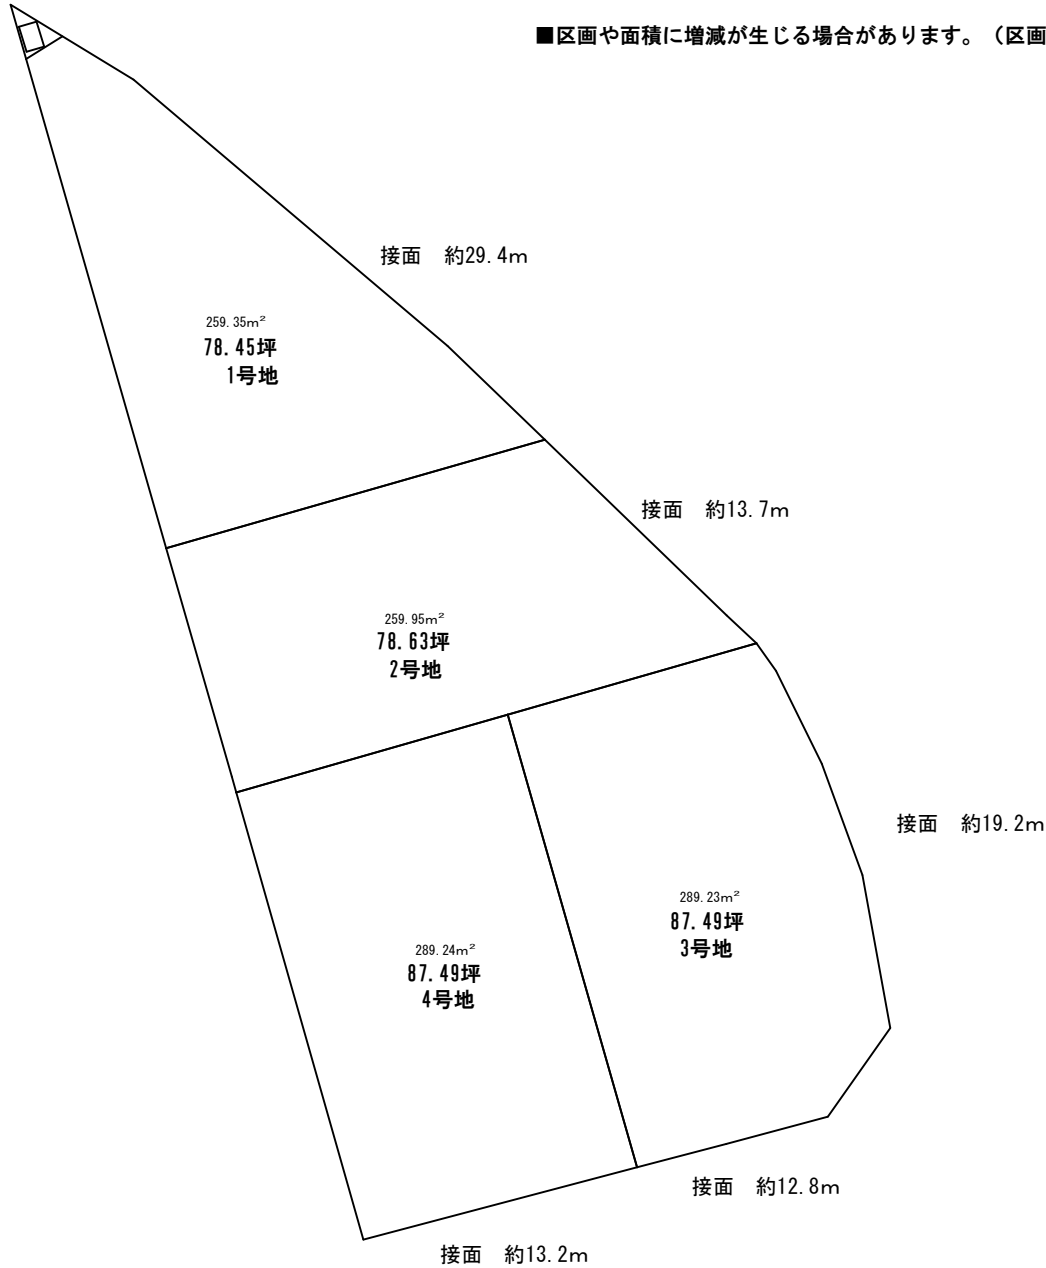 ■区画や面積に増減が生じる場合があります。（区画
接面　約29.4m
259.35m²
78.45坪
1号地
接面　約13.7m
259.95m²
78.63坪
2号地
接面　約19.2m
289.23m²
87.49坪
3号地
289.24m²
87.49坪
4号地
接面　約12.8m
接面　約13.2m